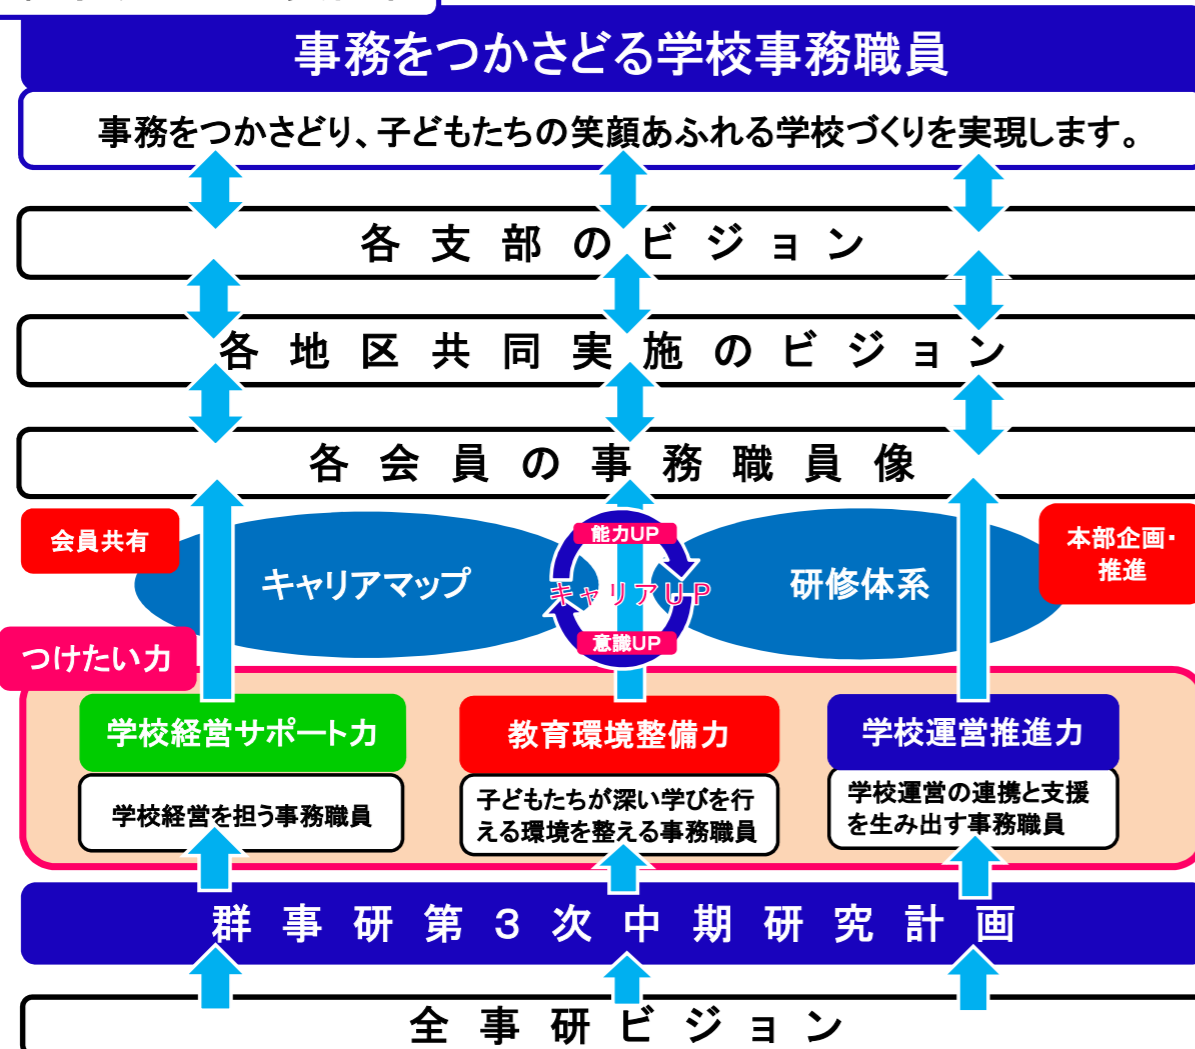 事務をつかさどる学校事務職員
事務をつかさどり、子どもたちの笑顔あふれる学校づくりを実現します。
各支部のビジョン
各地区共同実施のビジョン
各会員の事務職員像
会員共有
キャリアマップ
能力UP
キャリアUP
意識UP
研修体系
本部企画・
推進
つけたい力
学校経営サポート力
学校経営を担う事務職員
教育環境整備力
子どもたちが深い学びを行
える環境を整える事務職員
学校運営推進力
学校運営の連携と支援
を生み出す事務職員
群事研第3次中期研究計画
全事研ビジョン